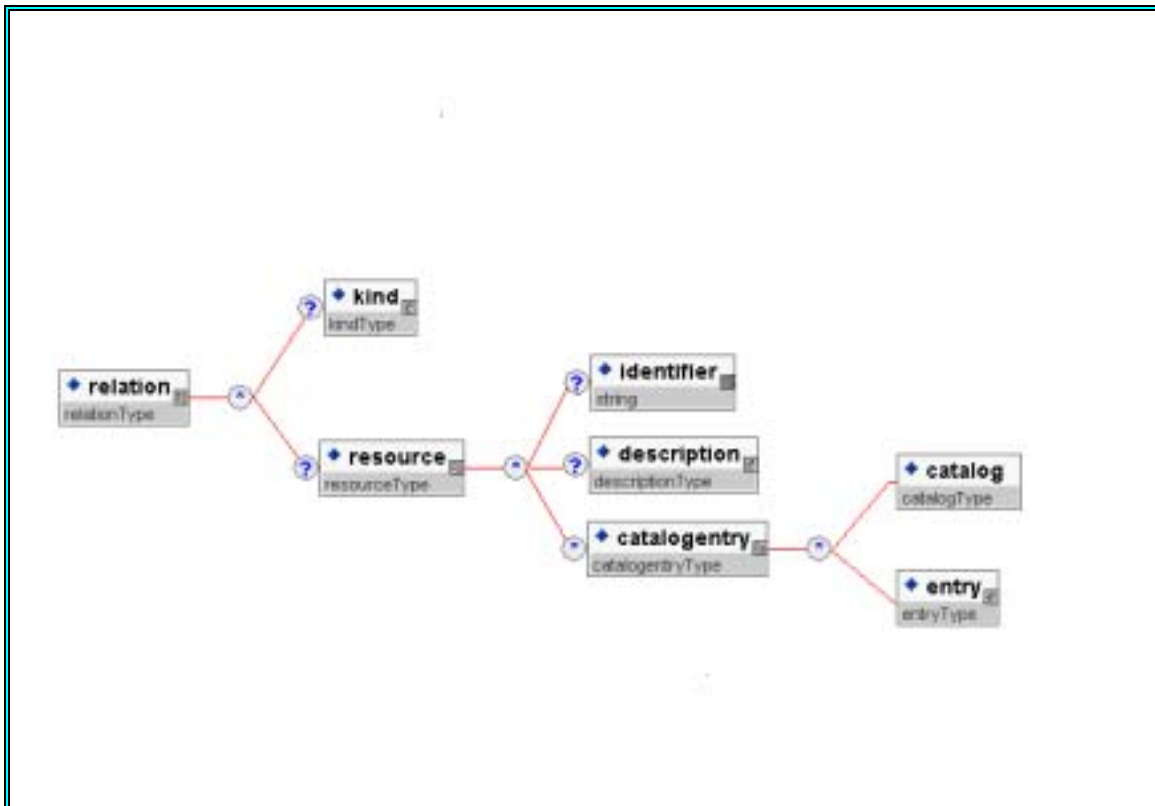 kind
kindType
relation
relationType
identifier
string
resource
resourceType
description
descriptionType
catalog
catalogType
catalogentry
catalogentryType
entry
entryType
?
?
?
?